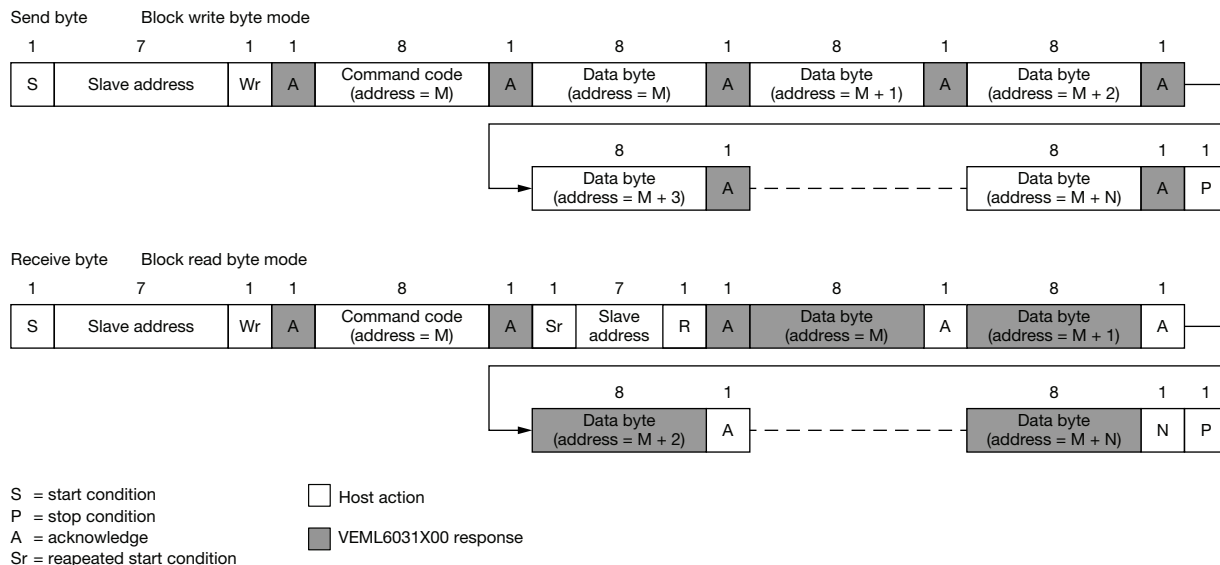 Send byte Block write byte mode
1 7 1 1 8 1 8 1 8 1 8 1
S Slave address Wr A Command code (address = M) A Data byte (address = M) A Data byte (address = M + 1) A Data byte (address = M + 2) A
8 1 8 1 1
Data byte (address = M + 3) A Data byte (address = M + N) A P
Receive byte Block read byte mode
1 7 1 1 8 1 1 7 1 1 8 1 8 1
S Slave address Wr A Command code (address = M) A Sr Slave address R A Data byte (address = M) A Data byte (address = M + 1) A
8 1 8 1 1
Data byte (address = M + 2) A Data byte (address = M + N) N P
S = start condition
P = stop condition
A = acknowledge
Sr = reapeated start condition
Host action
VEML6031X00 response